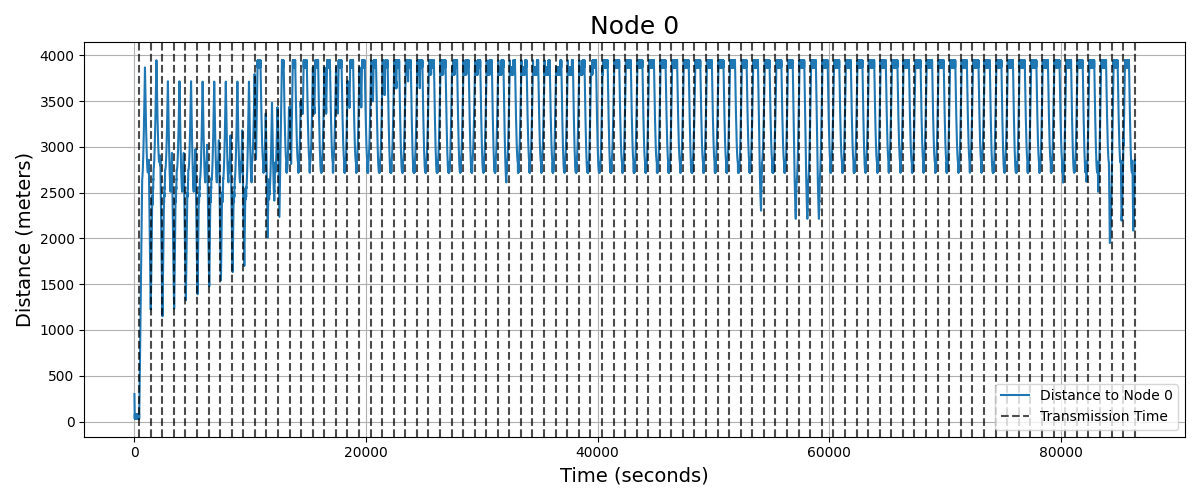 Node 0
Distance (meters)
4000
3500
3000
2500
2000
1500
1000
500
0
Distance to Node 0
Transmission Time
0
20000
40000
60000
80000
Time (seconds)